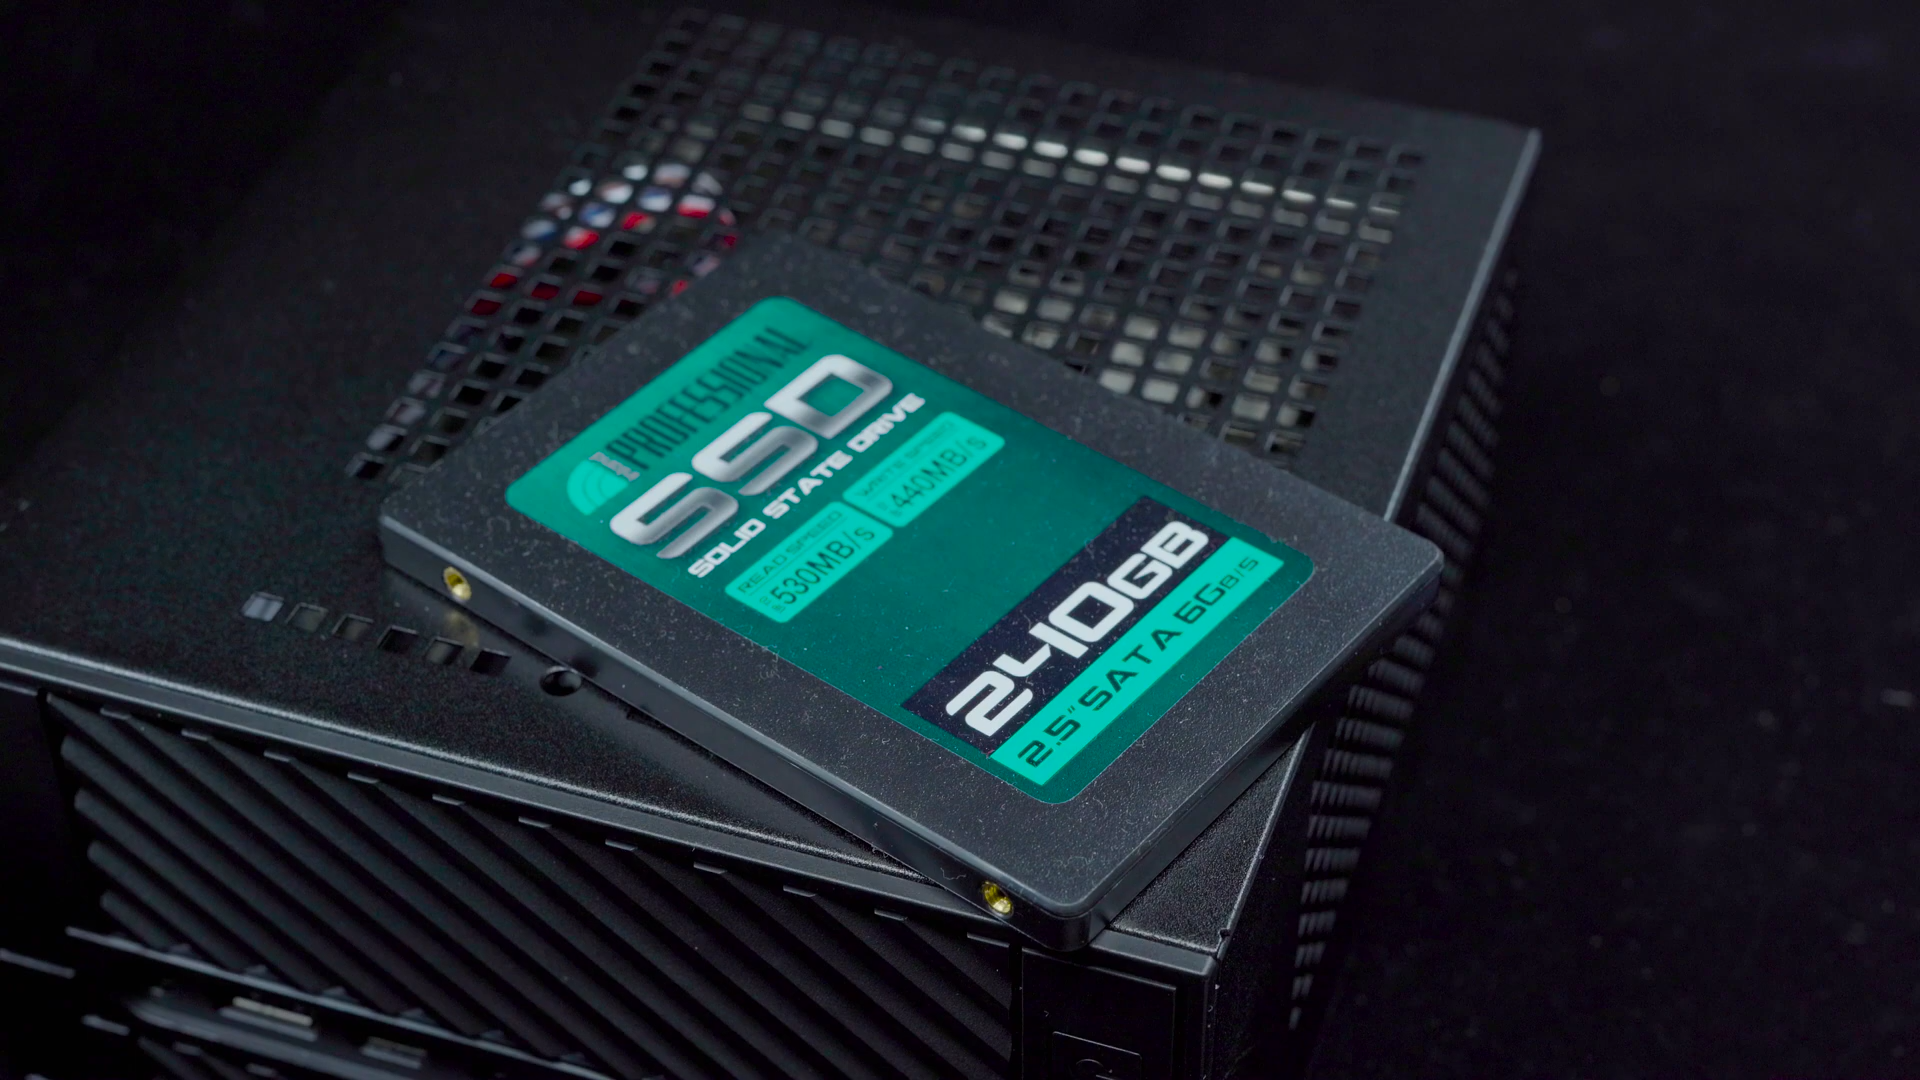 PROFESSIONAL
SSD
SOLID STATE DRIVE
READ SPEED
530MB/S
WRITE SPEED
440MB/S
240GB
2.5" SATA 6GB/S